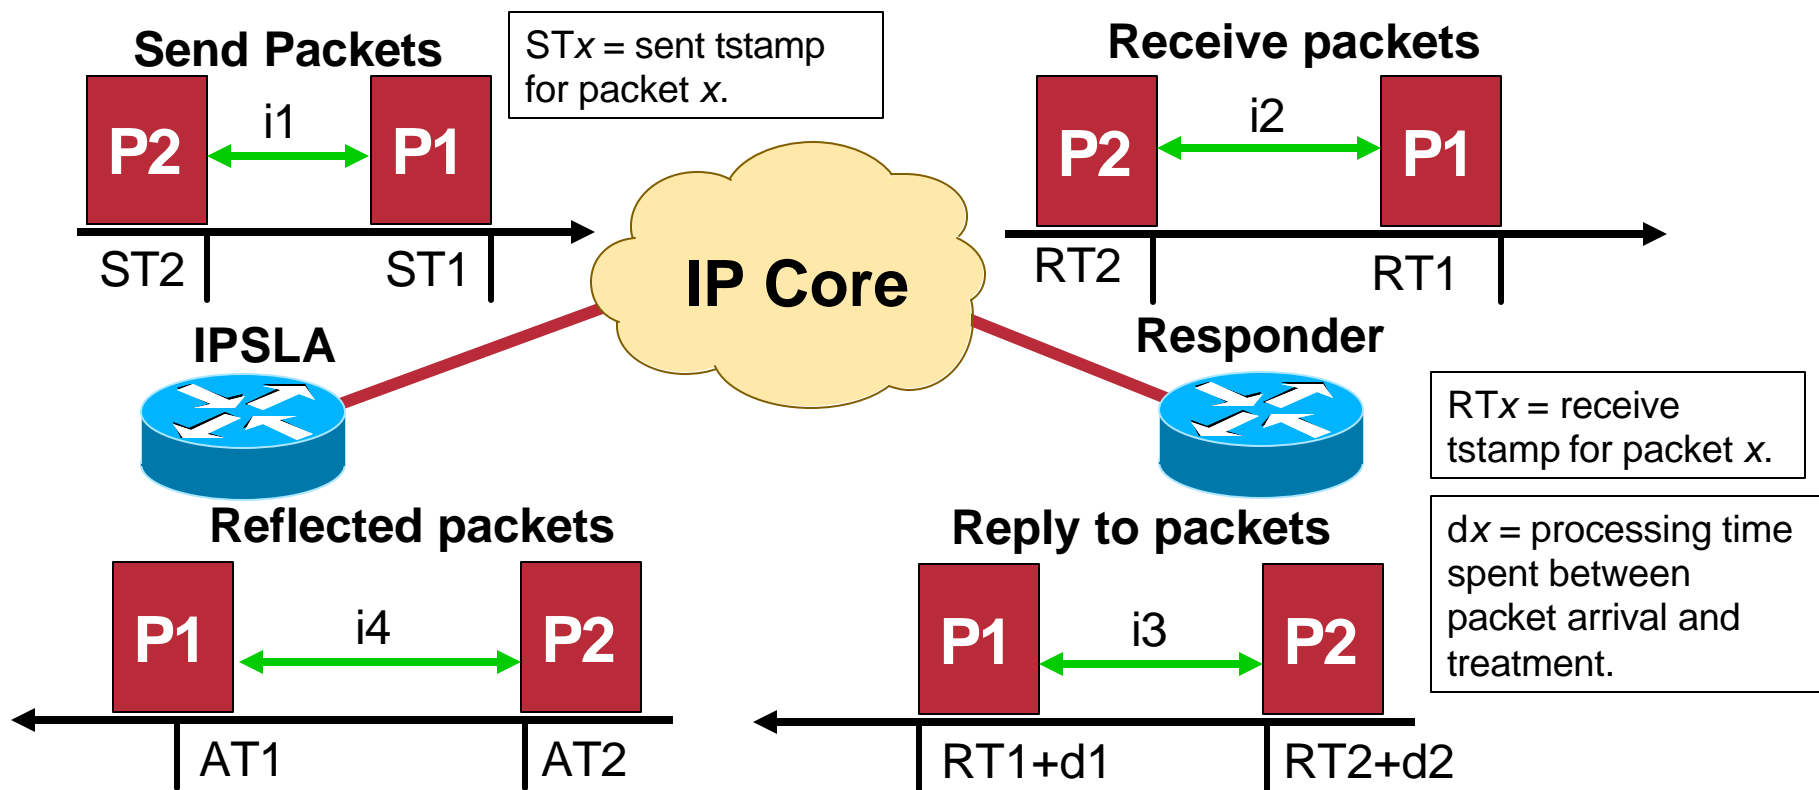 Send Packets
STx = sent tstamp
for packet x.
Receive packets
P2
i1
P1
P2
i2
P1
ST2
ST1
IP Core
RT2
RT1
IPSLA
Responder
RTx = receive
tstamp for packet x.
Reflected packets
Reply to packets
dx = processing time
spent between
packet arrival and
treatment.
P1
i4
P2
P1
i3
P2
AT1
AT2
RT1+d1
RT2+d2